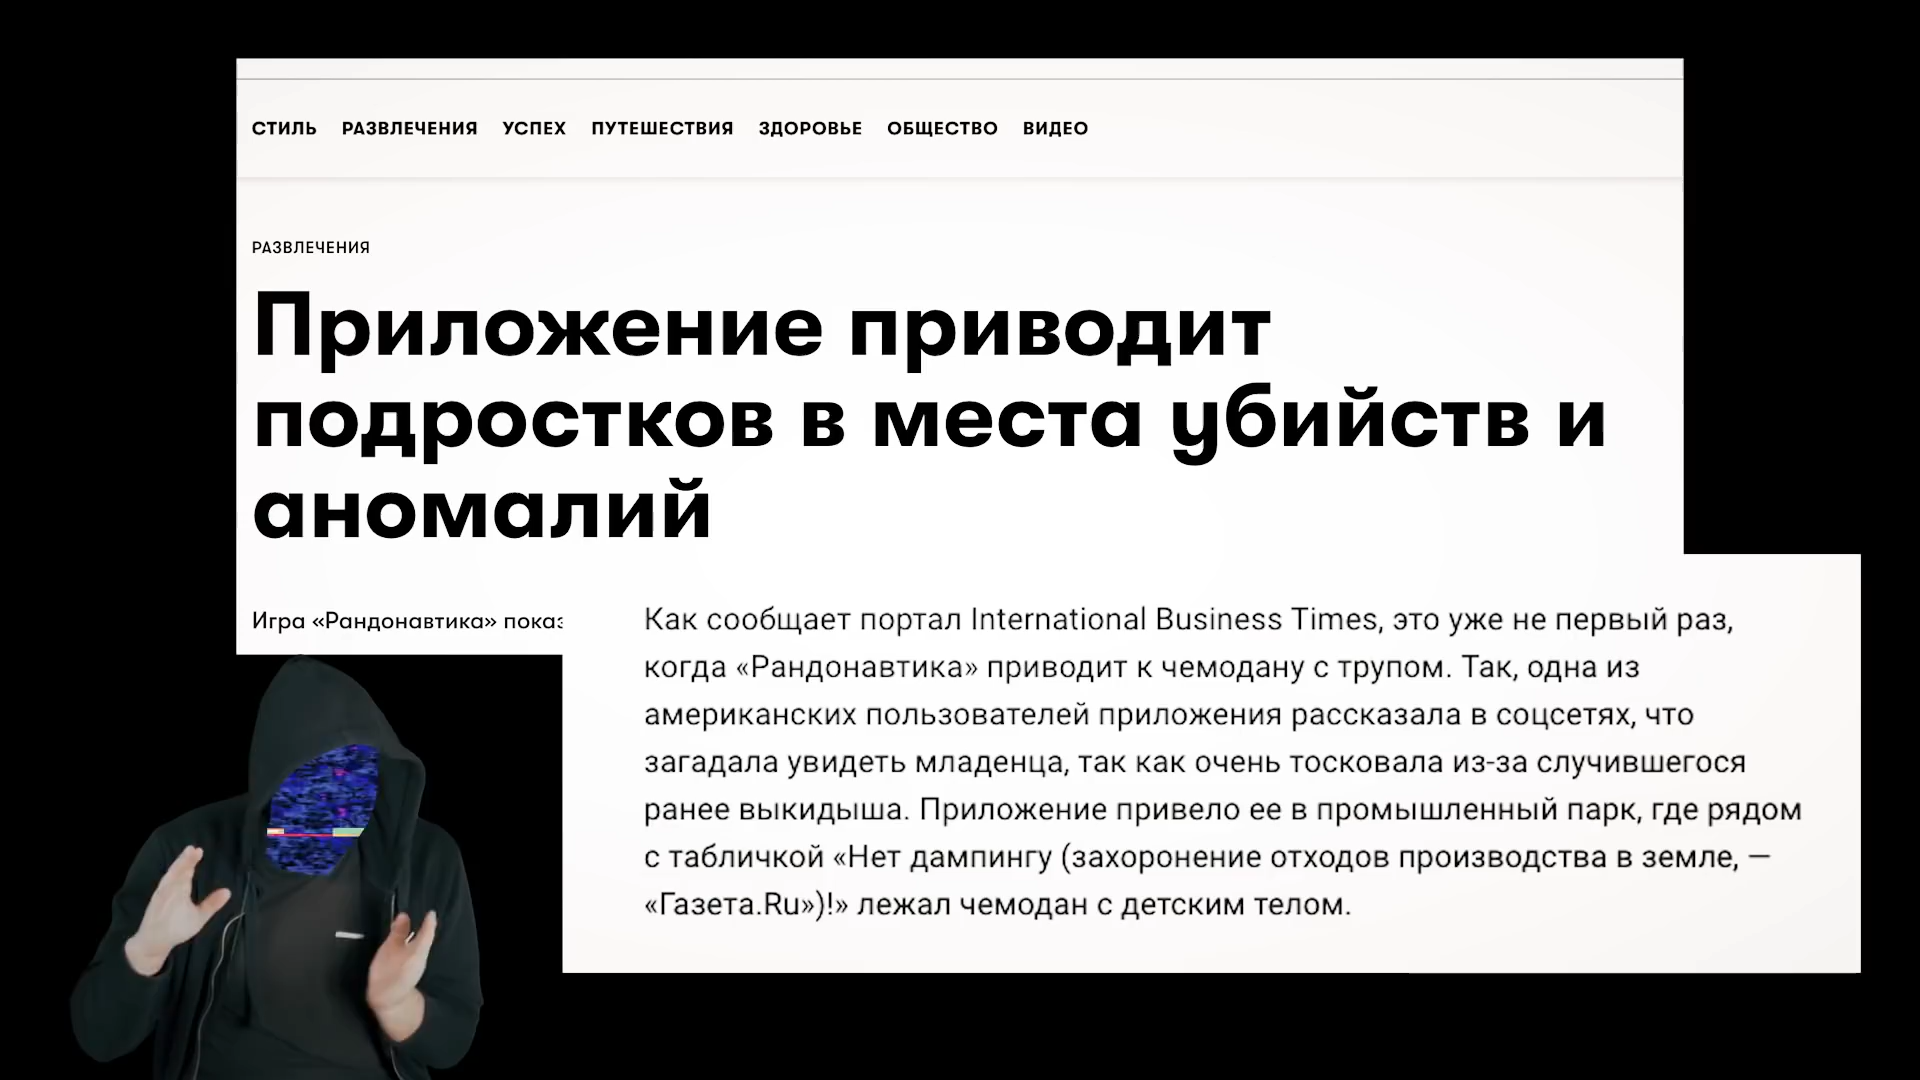 СТИЛЬ РАЗВЛЕЧЕНИЯ УСПЕХ ПУТЕШЕСТВИЯ ЗДОРОВЬЕ ОБЩЕСТВО ВИДЕО
РАЗВЛЕЧЕНИЯ
Приложение приводит
подростков в места убийств и
аномалий
Игра «Рандонавтика»
Как сообщает портал International Business Times, это уже не первый раз,
когда «Рандонавтика» приводит к чемодану с трупом. Так, одна из
американских пользователей приложения рассказала в соцсетях, что
загадала увидеть младенца, так как очень тосковала из-за случившегося
ранее выкидыша. Приложение привело ее в промышленный парк, где рядом
с табличкой «Нет дампингу (захоронение отходов производства в земле, —
«Газета.Ru»)!» лежал чемодан с детским телом.